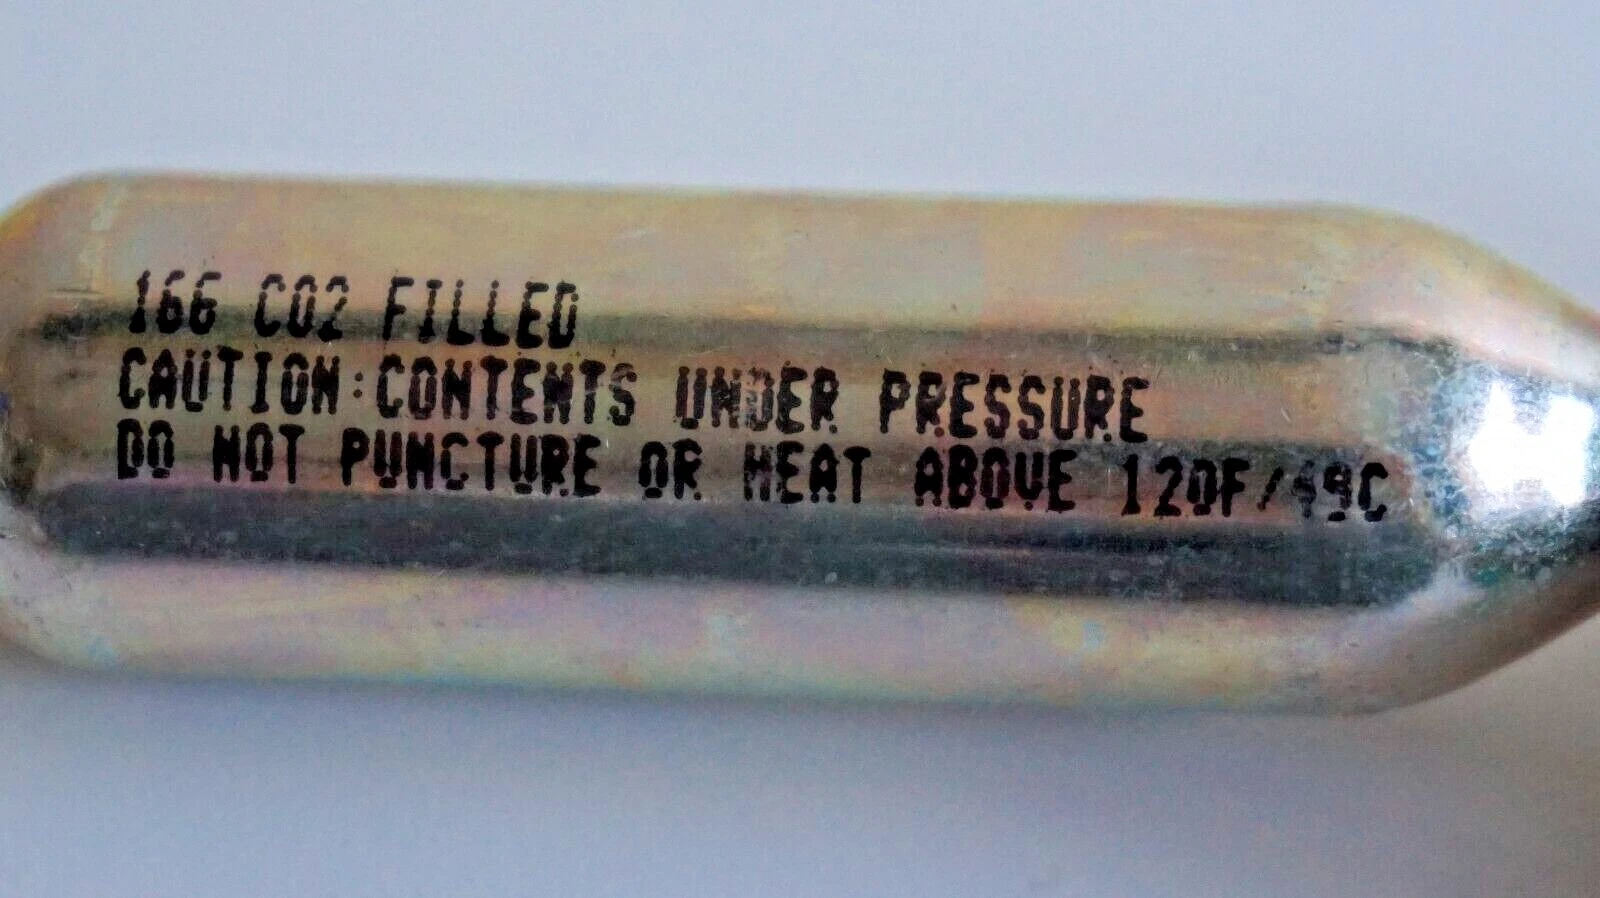 16G CO2 FILLED
CAUTION:CONTENTS UNDER PRESSURE
DO NOT PUNCTURE OR HEAT ABOVE 120F/49C